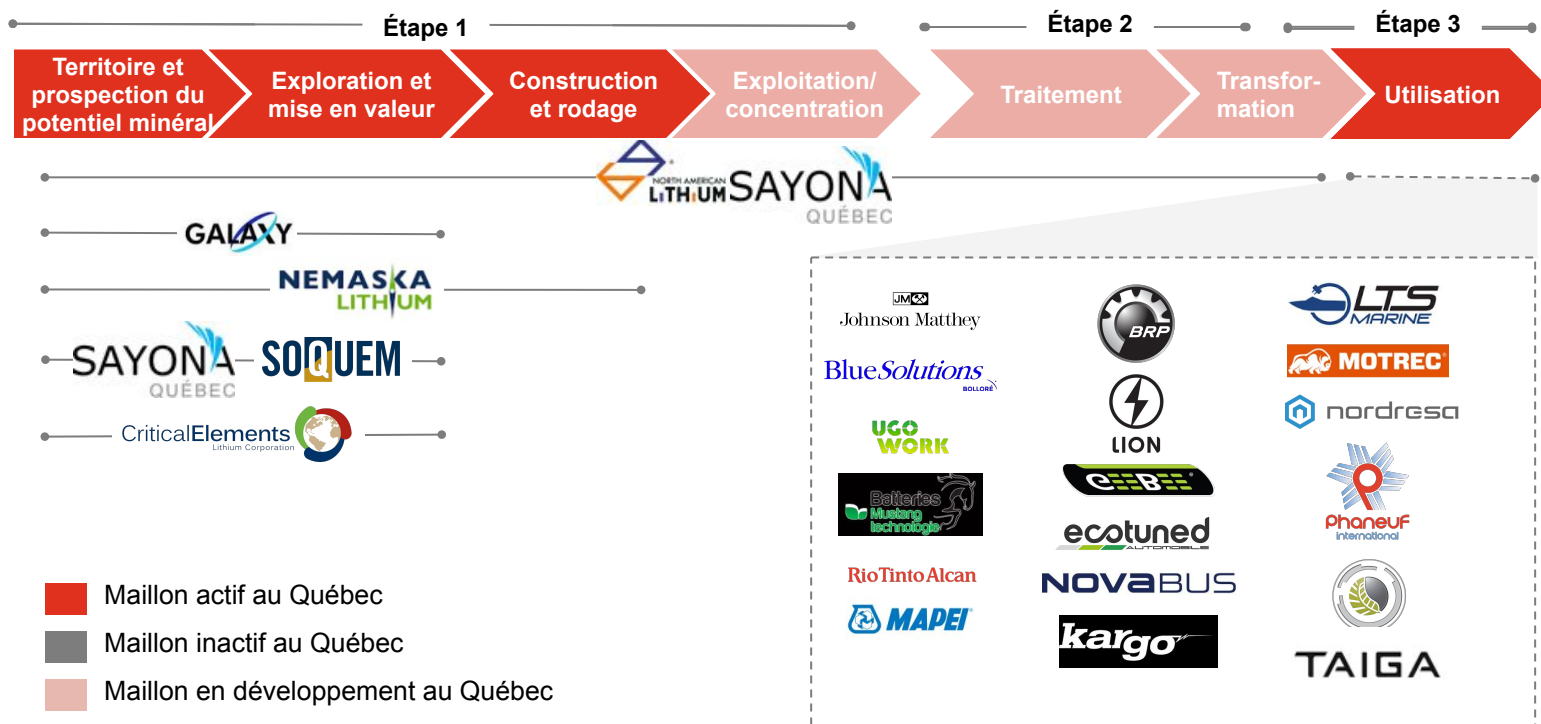 Étape 1
Étape 2
Étape 3
Territoire et
prospection du
potentiel minéral
Exploration et
mise en valeur
Construction
et rodage
Exploitation/
concentration
Traitement
Transfor-
mation
Utilisation
NORTH AMERICAN
LiTHiUM
SAYONA
QUÉBEC
GALAXY
NEMASKA
LITHIUM
SAYONA
QUÉBEC
SOQUEM
CriticalElements
Lithium Corporation
JM
Johnson Matthey
BlueSolutions
BOLLORÉ
UGO
WORK
Batteries
Mustang
technologie
RioTintoAlcan
MAPEI
BRP
LION
ecotuned
AUTOMOBILE
NOVABUS
kargo
LTS
MARINE
MOTREC
nordresa
Phaneuf
International
TAIGA
Maillon actif au Québec
Maillon inactif au Québec
Maillon en développement au Québec